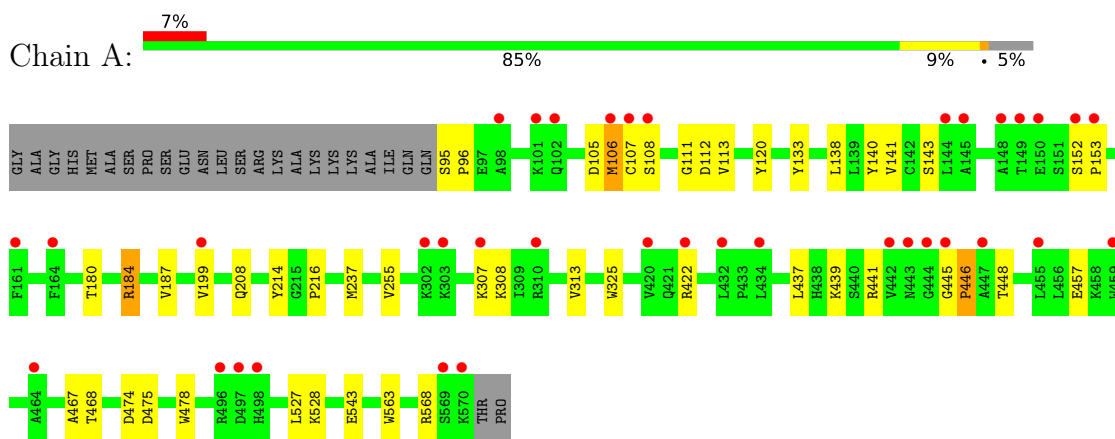 7%
Chain A:
85% 9% • 5%
GLY ALA GLY HIS MET ALA SER PRO SER GLU ASN LEU SER ARG LYS ALA LYS LYS LYS ALA ILE GLN GLN S95 P96 E97 A98 K101 Q102 D105 M106 C107 S108 G111 D112 V113 Y120 Y133 L138 L139 Y140 V141 C142 S143 L144 A145 A148 T149 E150 S151 S152 P153
F161 F164 T180 R184 V187 V199 Q208 Y214 G215 P216 M237 V255 K302 K303 K307 K308 I309 R310 V313 W325 V420 Q421 R422 L432 P433 L434 L437 H438 K439 S440 R441 V442 N443 G444 G445 P446 A447 T448 L455 L456 E457 K458
A464 A467 T468 D474 D475 W478 R496 D497 H498 L527 K528 E543 W563 R568 S569 K570 THR PRO